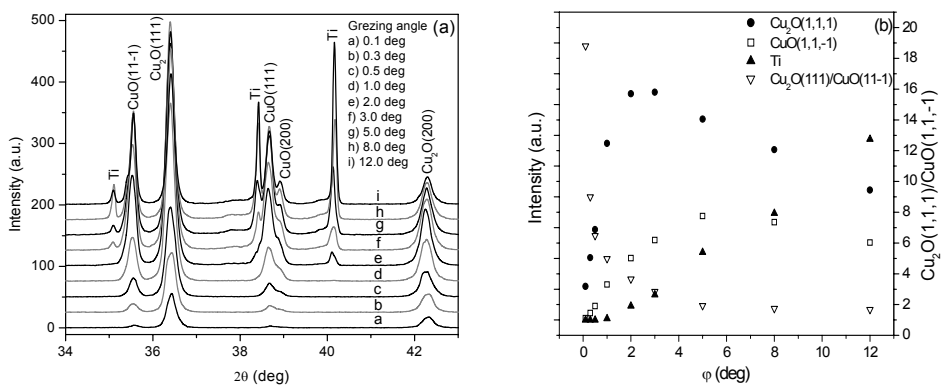 (a)
Grezing angle
a) 0.1 deg
b) 0.3 deg
c) 0.5 deg
d) 1.0 deg
e) 2.0 deg
f) 3.0 deg
g) 5.0 deg
h) 8.0 deg
i) 12.0 deg
Ti
CuO(11-1)
Cu₂O(111)
Ti
CuO(111)
CuO(200)
Ti
Cu₂O(200)
i
h
g
f
e
d
c
b
a
500
400
300
200
100
0
Intensity (a.u.)
34 36 38 40 42
2θ (deg)
(b)
Cu₂O(1,1,1)
CuO(1,1,-1)
Ti
Cu₂O(111)/CuO(11-1)
Intensity (a.u.)
20
18
16
14
12
10
8
6
4
2
0
Cu₂O(1,1,1)/CuO(1,1,-1)
0 2 4 6 8 10 12
φ (deg)